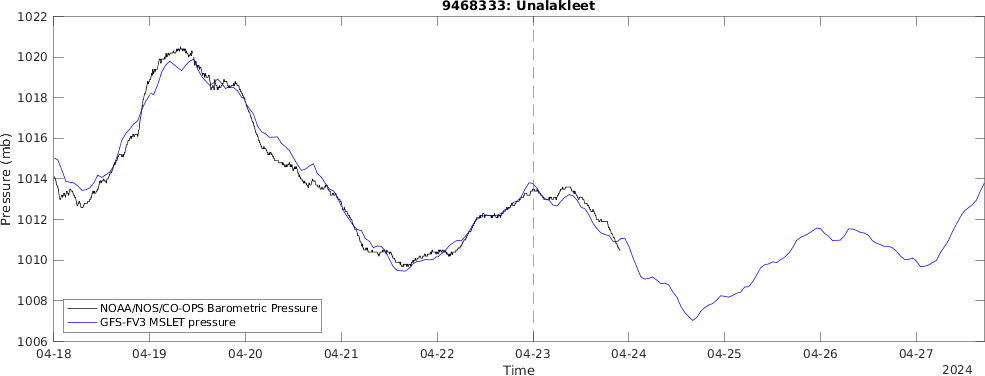 9468333: Unalakleet
1022
1020
1018
1016
1014
1012
1010
1008
1006
Pressure (mb)
NOAA/NOS/CO-OPS Barometric Pressure
GFS-FV3 MSLET pressure
04-18 04-19 04-20 04-21 04-22 04-23 04-24 04-25 04-26 04-27
Time
2024